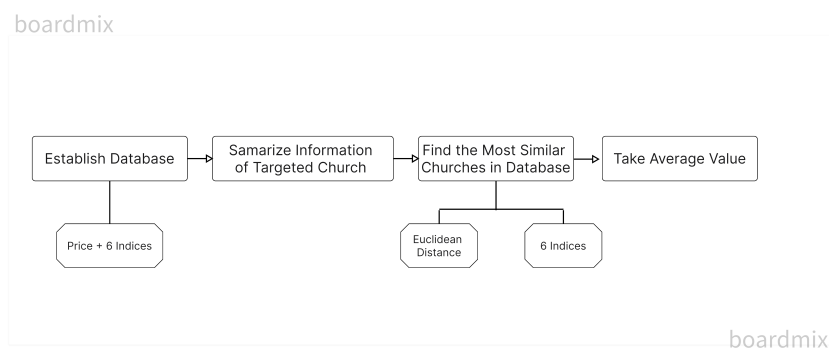 boardmix
Establish Database
Samarize Information
of Targeted Church
Find the Most Similar
Churches in Database
Take Average Value
Price + 6 Indices
Euclidean
Distance
6 Indices
boardmix